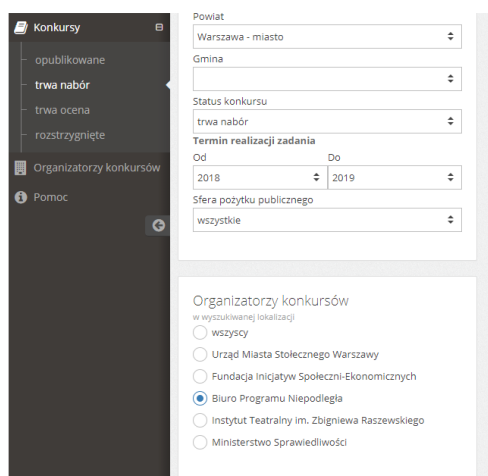 Konkursy
opublikowane
trwa nabór
trwa ocena
rozstrzygnięte
Organizatorzy konkursów
Pomoc
Powiat
Warszawa - miasto
Gmina
Status konkursu
trwa nabór
Termin realizacji zadania
Od Do
2018 2019
Sfera pożytku publicznego
wszystkie
Organizatorzy konkursów
w wyszukiwanej lokalizacji
wszyscy
Urząd Miasta Stołecznego Warszawy
Fundacja Inicjatyw Społeczni-Ekonomicznych
Biuro Programu Niepodległa
Instytut Teatralny im. Zbigniewa Raszewskiego
Ministerstwo Sprawiedliwości